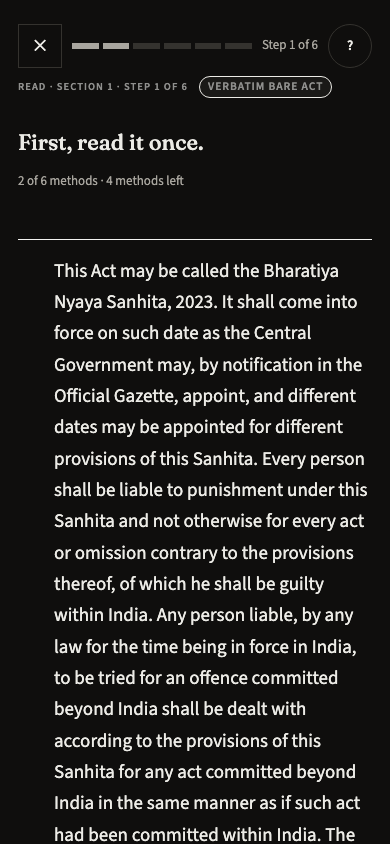 Step 1 of 6
?
READ · SECTION 1 · STEP 1 OF 6
VERBATIM BARE ACT
First, read it once.
2 of 6 methods · 4 methods left
This Act may be called the Bharatiya
Nyaya Sanhita, 2023. It shall come into
force on such date as the Central
Government may, by notification in the
Official Gazette, appoint, and different
dates may be appointed for different
provisions of this Sanhita. Every person
shall be liable to punishment under this
Sanhita and not otherwise for every act
or omission contrary to the provisions
thereof, of which he shall be guilty
within India. Any person liable, by any
law for the time being in force in India,
to be tried for an offence committed
beyond India shall be dealt with
according to the provisions of this
Sanhita for any act committed beyond
India in the same manner as if such act
had been committed within India. The